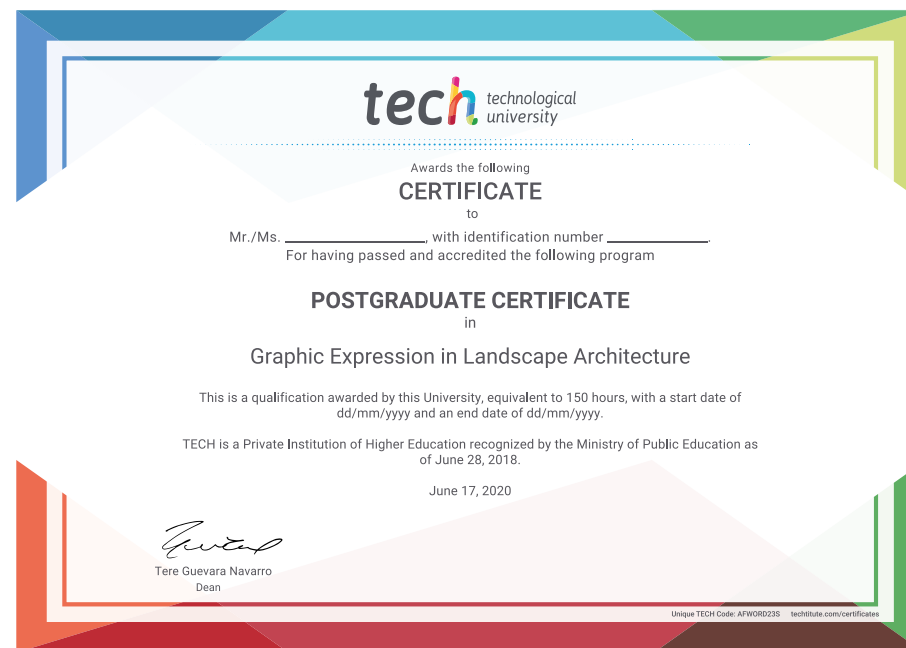 tech technological
university
Awards the following
CERTIFICATE
to
Mr./Ms. ____________________, with identification number ______________.
For having passed and accredited the following program
POSTGRADUATE CERTIFICATE
in
Graphic Expression in Landscape Architecture
This is a qualification awarded by this University, equivalent to 150 hours, with a start date of
dd/mm/yyyy and an end date of dd/mm/yyyy.
TECH is a Private Institution of Higher Education recognized by the Ministry of Public Education as
of June 28, 2018.
June 17, 2020
Tere Guevara Navarro
Dean
Unique TECH Code: AFWORD23S techtitute.com/certificates